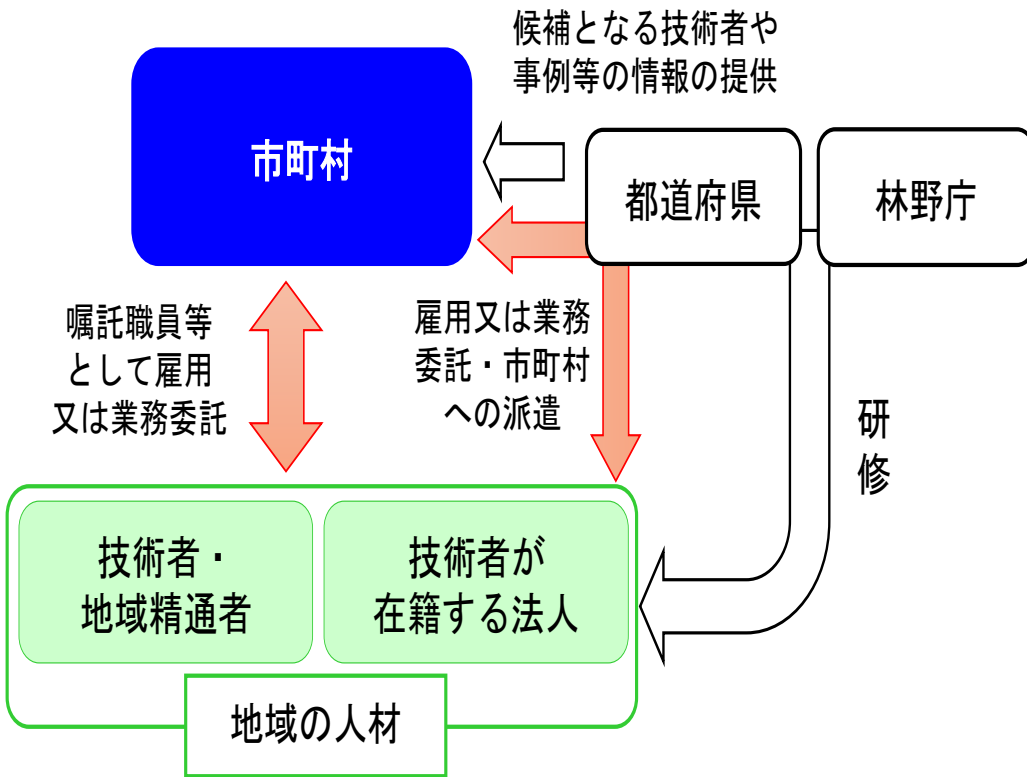 候補となる技術者や
事例等の情報の提供
市町村
都道府県
林野庁
嘱託職員等
として雇用
又は業務委託
雇用又は業務
委託・市町村
への派遣
研
修
技術者・
地域精通者
技術者が
在籍する法人
地域の人材